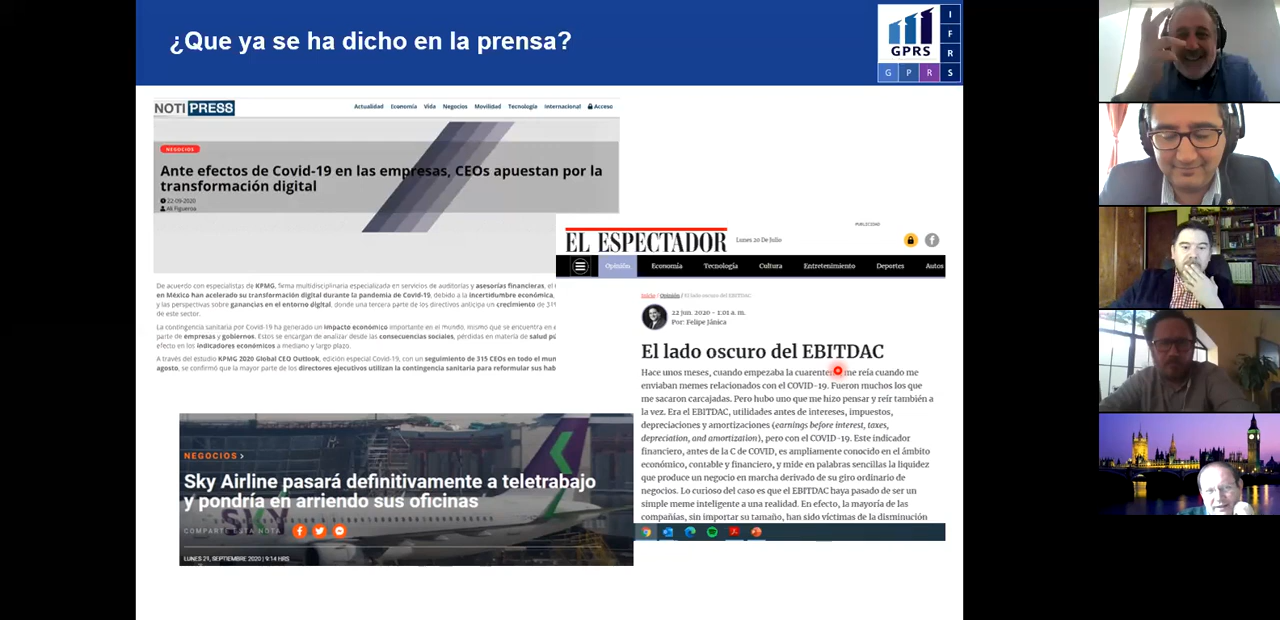 ¿Que ya se ha dicho en la prensa?
GPRS
I
F
R
G P R S
NOTIPRESS
Actualidad Economía Vida Negocios Movilidad Tecnología Internacional Acceso
NEGOCIOS
Ante efectos de Covid-19 en las empresas, CEOs apuestan por la
transformación digital
22-09-2020
Ali Figueroa
De acuerdo con especialistas de KPMG, firma multidisciplinaria especializada en servicios de auditorías y asesorías financieras, el
en México han acelerado su transformación digital durante la pandemia de Covid-19, debido a la incertidumbre económica,
y las perspectivas sobre ganancias en el entorno digital, donde una tercera parte de los directivos anticipa un crecimiento de 31
de este sector.
La contingencia sanitaria por Covid-19 ha generado un impacto económico importante en el mundo, mismo que se encuentra en
parte de empresas y gobiernos. Estos se encargan de analizar desde las consecuencias sociales, pérdidas en materia de salud
efecto en los indicadores económicos a mediano y largo plazo.
A través del estudio KPMG 2020 Global CEO Outlook, edición especial Covid-19, con un seguimiento de 315 CEOs en todo el mun
agosto, se confirmó que la mayor parte de los directores ejecutivos utilizan la contingencia sanitaria para reformular sus hab
PUBLICIDAD
EL ESPECTADOR
Lunes 20 De Julio
Opinión Economía Tecnología Cultura Entretenimiento Deportes Autos
Inicio / Opinión / El lado oscuro del EBITDAC
22 jun. 2020 - 1:01 a. m.
Por: Felipe Jánica
El lado oscuro del EBITDAC
Hace unos meses, cuando empezaba la cuarentena me reía cuando me
enviaban memes relacionados con el COVID-19. Fueron muchos los que
me sacaron carcajadas. Pero hubo uno que me hizo pensar y reír también a
la vez. Era el EBITDAC, utilidades antes de intereses, impuestos,
depreciaciones y amortizaciones (earnings before interest, taxes,
depreciation, and amortization), pero con el COVID-19. Este indicador
financiero, antes de la C de COVID, es ampliamente conocido en el ámbito
económico, contable y financiero, y mide en palabras sencillas la liquidez
que produce un negocio en marcha derivado de su giro ordinario de
negocios. Lo curioso del caso es que el EBITDAC haya pasado de ser un
simple meme inteligente a una realidad. En efecto, la mayoría de las
compañías, sin importar su tamaño, han sido víctimas de la disminución
NEGOCIOS >
Sky Airline pasará definitivamente a teletrabajo
y pondría en arriendo sus oficinas
COMPARTE ESTA NOTA
LUNES 21, SEPTIEMBRE 2020 | 9:14 HRS